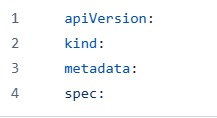 1 apiVersion:
2 kind:
3 metadata:
4 spec: